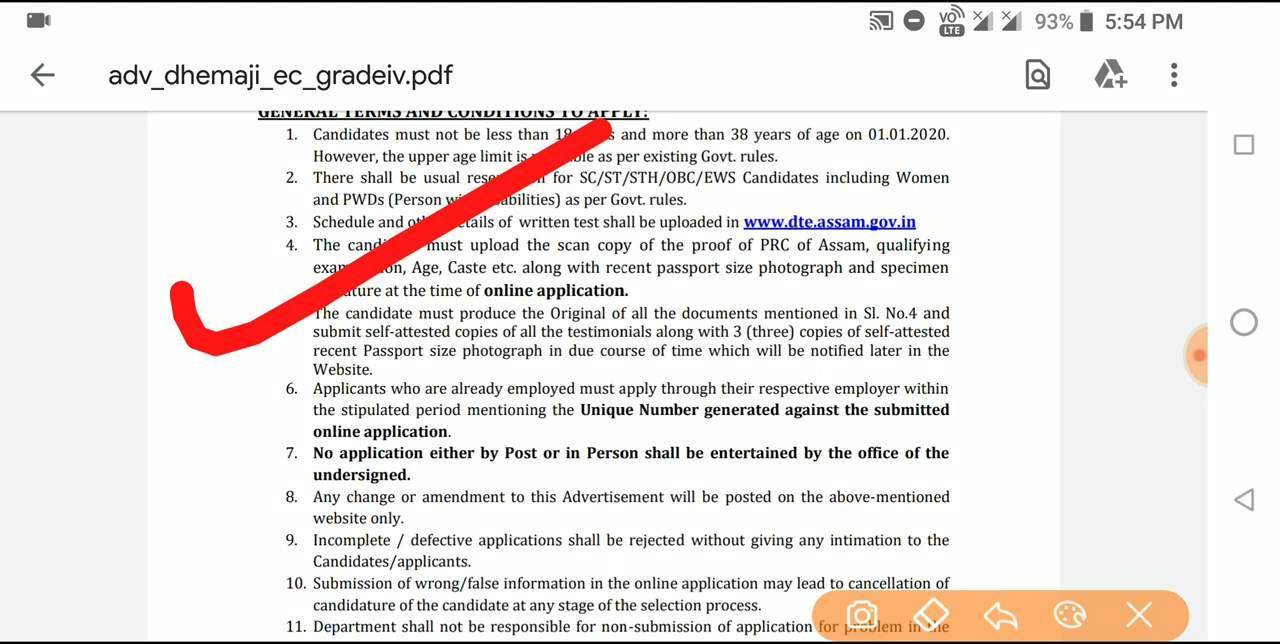 VO LTE 93% 5:54 PM
adv_dhemaji_ec_gradeiv.pdf
GENERAL TERMS AND CONDITIONS TO APPLY:
1. Candidates must not be less than 18 and more than 38 years of age on 01.01.2020.
However, the upper age limit is as per existing Govt. rules.
2. There shall be usual for SC/ST/STH/OBC/EWS Candidates including Women
and PWDs (Person as per Govt. rules.
3. Schedule and of written test shall be uploaded in www.dte.assam.gov.in
4. The must upload the scan copy of the proof of PRC of Assam, qualifying
Age, Caste etc. along with recent passport size photograph and specimen
at the time of online application.
The candidate must produce the Original of all the documents mentioned in Sl. No.4 and
submit self-attested copies of all the testimonials along with 3 (three) copies of self-attested
recent Passport size photograph in due course of time which will be notified later in the
Website.
6. Applicants who are already employed must apply through their respective employer within
the stipulated period mentioning the Unique Number generated against the submitted
online application.
7. No application either by Post or in Person shall be entertained by the office of the
undersigned.
8. Any change or amendment to this Advertisement will be posted on the above-mentioned
website only.
9. Incomplete / defective applications shall be rejected without giving any intimation to the
Candidates/applicants.
10. Submission of wrong/false information in the online application may lead to cancellation of
candidature of the candidate at any stage of the selection process.
11. Department shall not be responsible for non-submission of application for problem in the